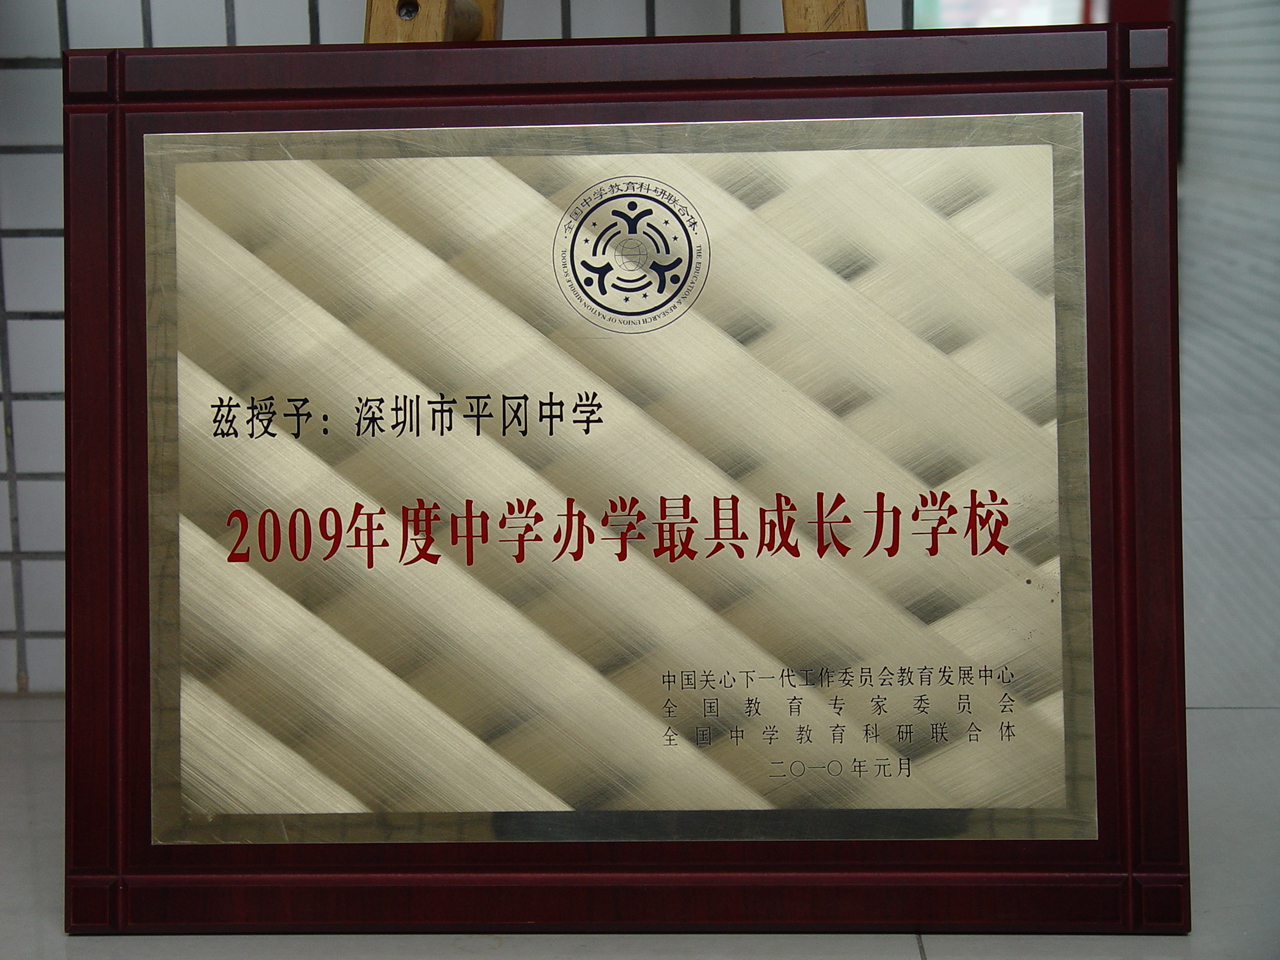 ·全国中学教育科研联合体·
THE EDUCATION & RESEARCH UNION OF NATION MIDDLE SCHOOL
兹授予：深圳市平冈中学
2009年度中学办学最具成长力学校
中国关心下一代工作委员会教育发展中心
全国教育专家委员会
全国中学教育科研联合体
二〇一〇年元月